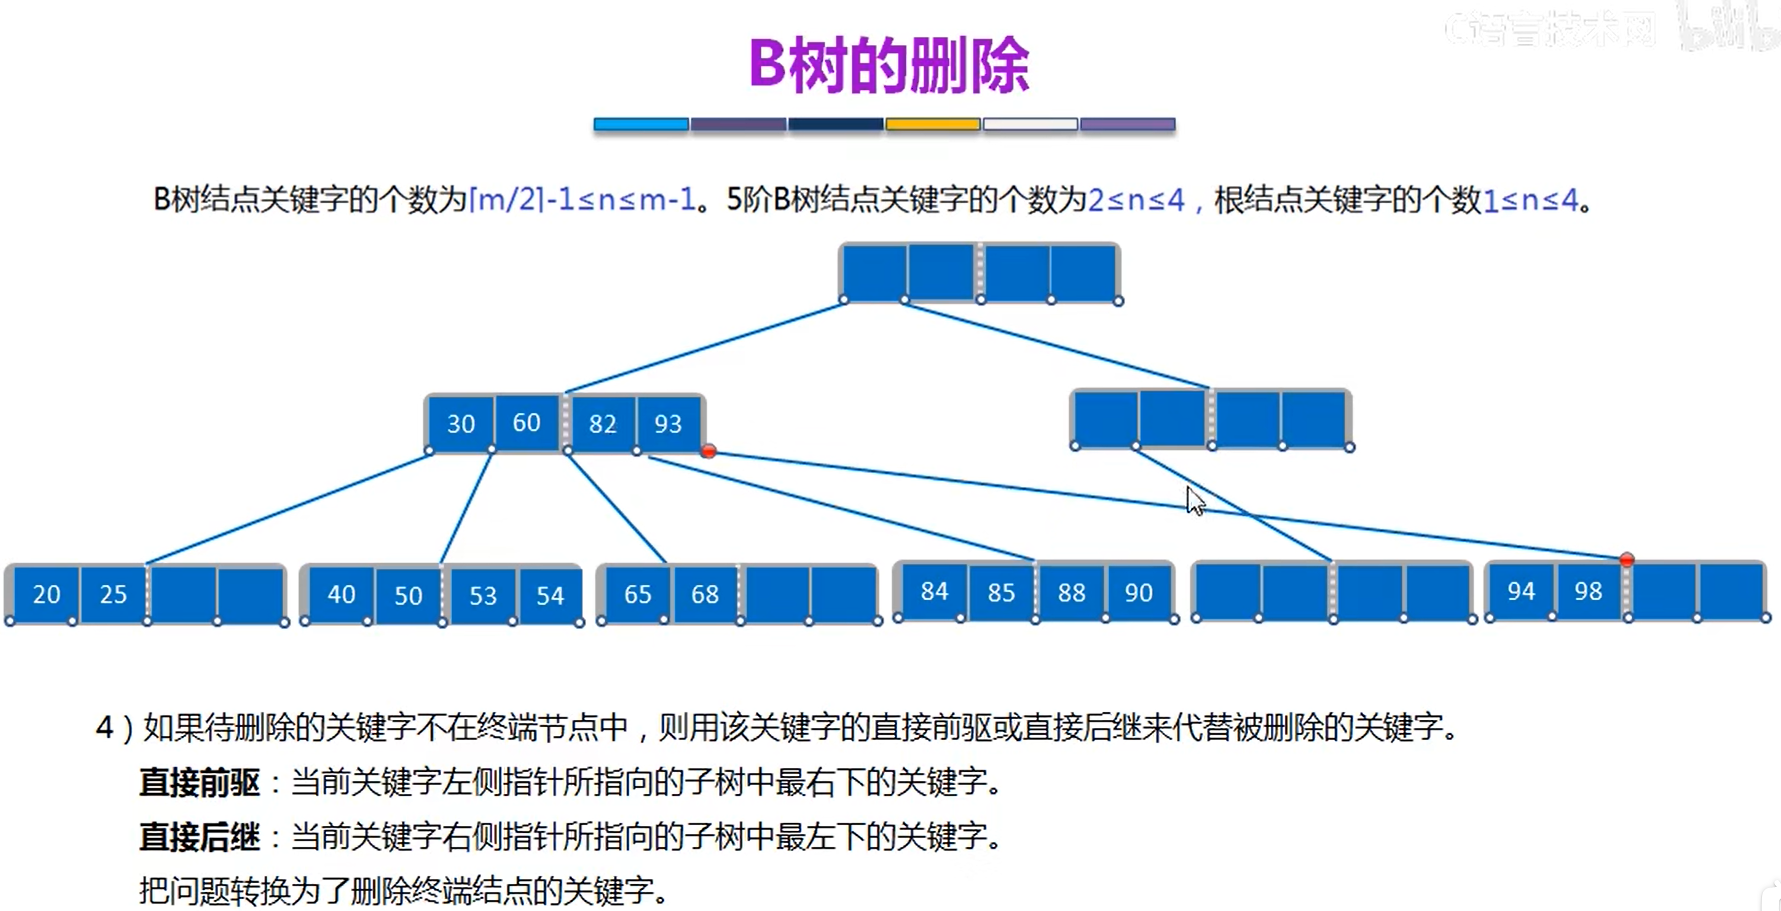 C语言技术网 bilibili
B树的删除
B树结点关键字的个数为⌈m/2⌉-1≤n≤m-1。5阶B树结点关键字的个数为2≤n≤4，根结点关键字的个数1≤n≤4。
30 60 82 93
20 25 40 50 53 54 65 68 84 85 88 90 94 98
4）如果待删除的关键字不在终端节点中，则用该关键字的直接前驱或直接后继来代替被删除的关键字。
直接前驱：当前关键字左侧指针所指向的子树中最右下的关键字。
直接后继：当前关键字右侧指针所指向的子树中最左下的关键字。
把问题转换为了删除终端结点的关键字。